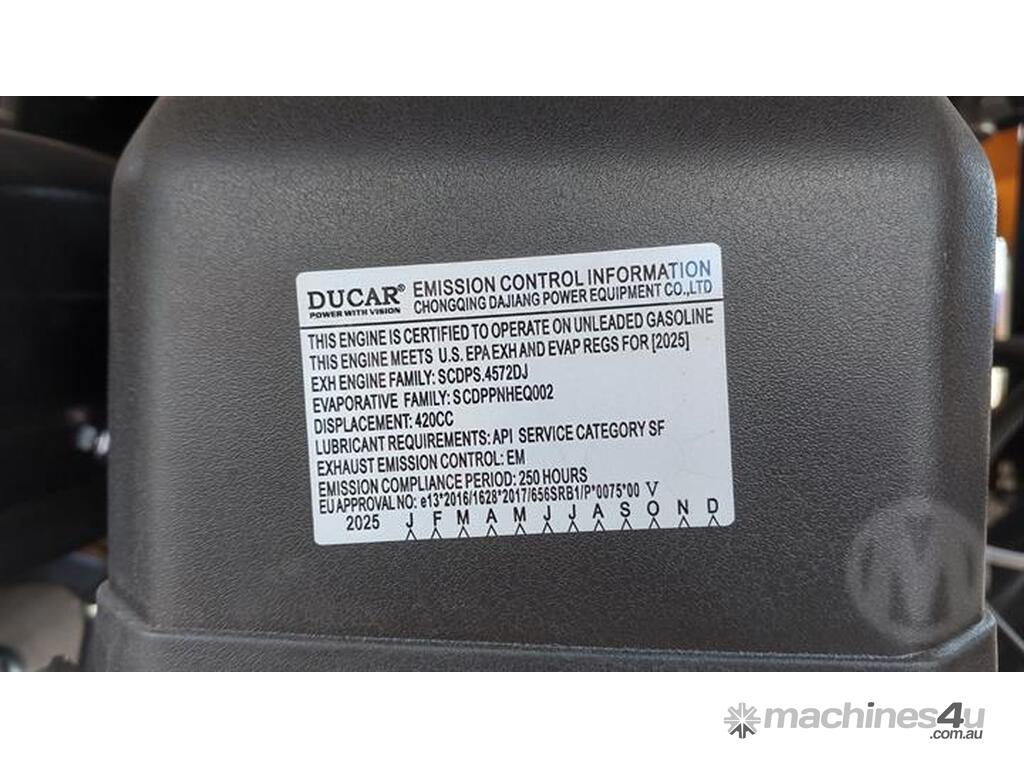 DUCAR®
POWER WITH VISION
EMISSION CONTROL INFORMATION
CHONGQING DAJIANG POWER EQUIPMENT CO.,LTD
THIS ENGINE IS CERTIFIED TO OPERATE ON UNLEADED GASOLINE
THIS ENGINE MEETS U.S. EPA EXH AND EVAP REGS FOR [2025]
EXH ENGINE FAMILY: SCDPS.4572DJ
EVAPORATIVE FAMILY: SCDPPNHEQ002
DISPLACEMENT: 420CC
LUBRICANT REQUIREMENTS: API SERVICE CATEGORY SF
EXHAUST EMISSION CONTROL: EM
EMISSION COMPLIANCE PERIOD: 250 HOURS
EU APPROVAL NO: e13*2016/1628*2017/656SRB1/P*0075*00 V
2025 J F M A M J J A S O N D
M
machines4u
.com.au